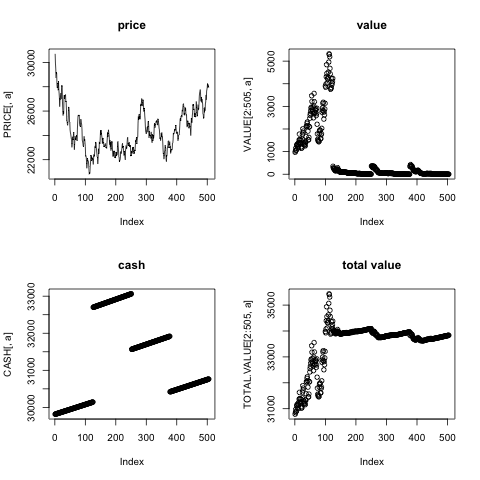 price
PRICE[, a]
22000 24000 26000 30000
0 100 200 300 400 500
Index
value
VALUE[2:505, a]
0 1000 3000 5000
0 100 200 300 400 500
Index
cash
CASH[, a]
30000 31000 32000 33000
0 100 200 300 400 500
Index
total value
TOTAL.VALUE[2:505, a]
31000 33000 35000
0 100 200 300 400 500
Index